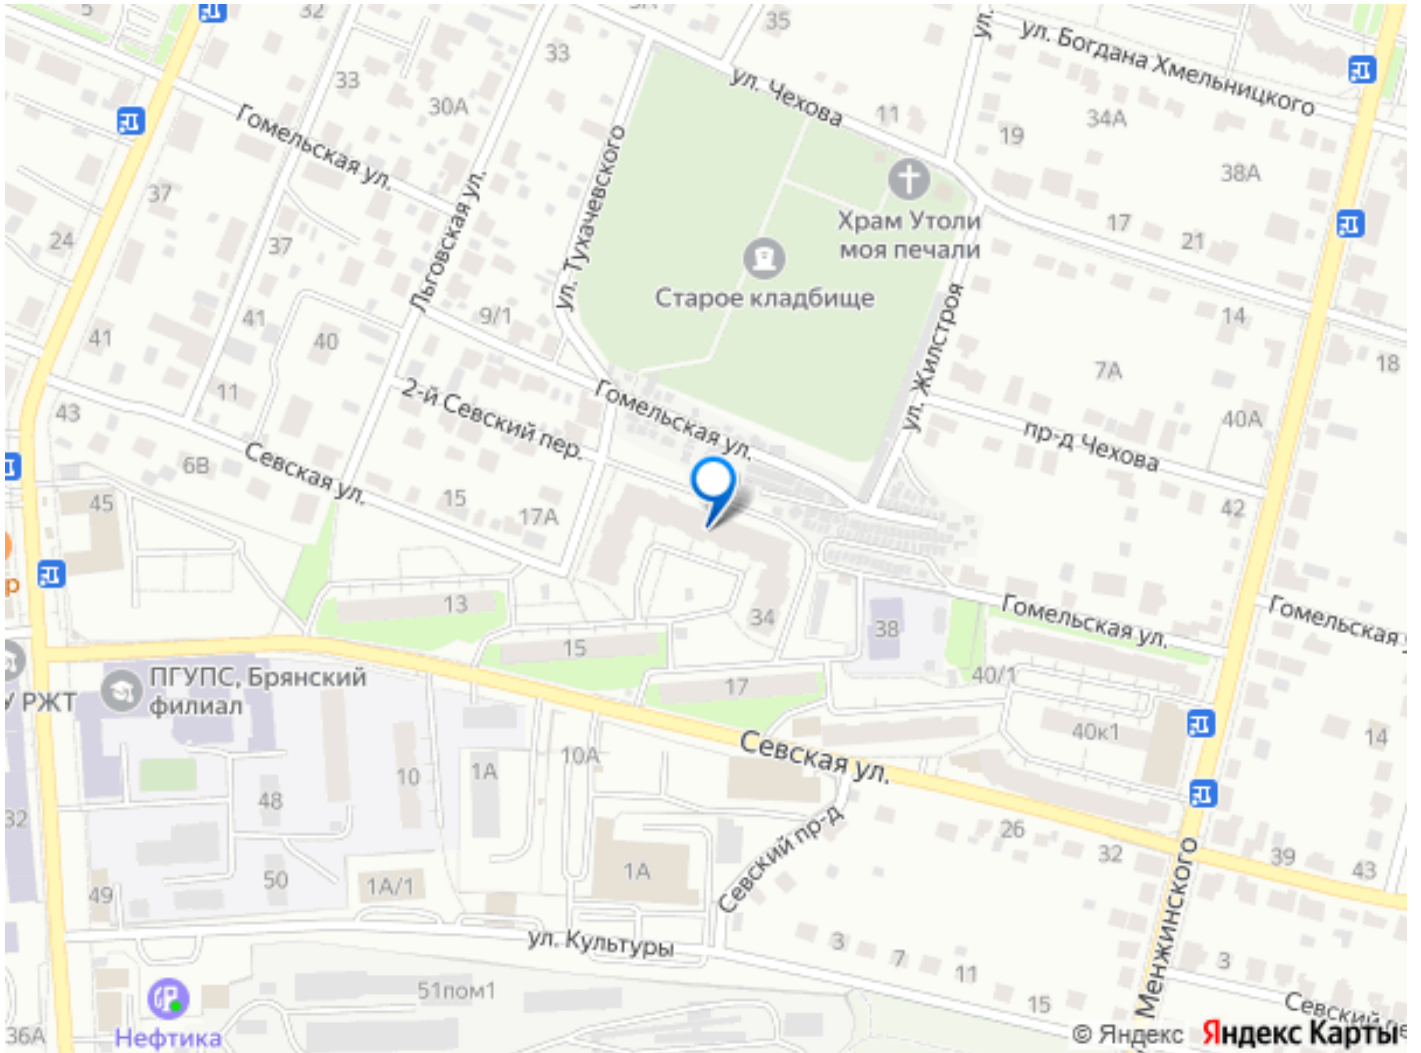 5
32
3А
35
ул.
ул. Богдана Хмельницкого
33
33
ул. Чехова
30А
11
34А
19
Гомельская ул.
38А
37
Льговская ул.
ул. Тухачевского
Храм Утоли
моя печали
17
21
24
37
Старое кладбище
41
9/1
14
41
40
ул. Жилстроя
7А
18
11
2-й Севский пер.
Гомельская ул.
40А
43
пр-д Чехова
Севская ул.
6В
15
45
17А
42
р
13
34
38
Гомельская ул.
Гомельская у
15
ПГУПС, Брянский
филиал
У РЖТ
17
40/1
40к1
14
Севская ул.
10А
1А
10
48
32
26
Севский пр-д
32
39
43
1А
50
1А/1
49
ул. Культуры
Менжинского
3
7
11
3
51пом1
15
Севский пе
36А
Нефтика
© Яндекс Яндекс Карты